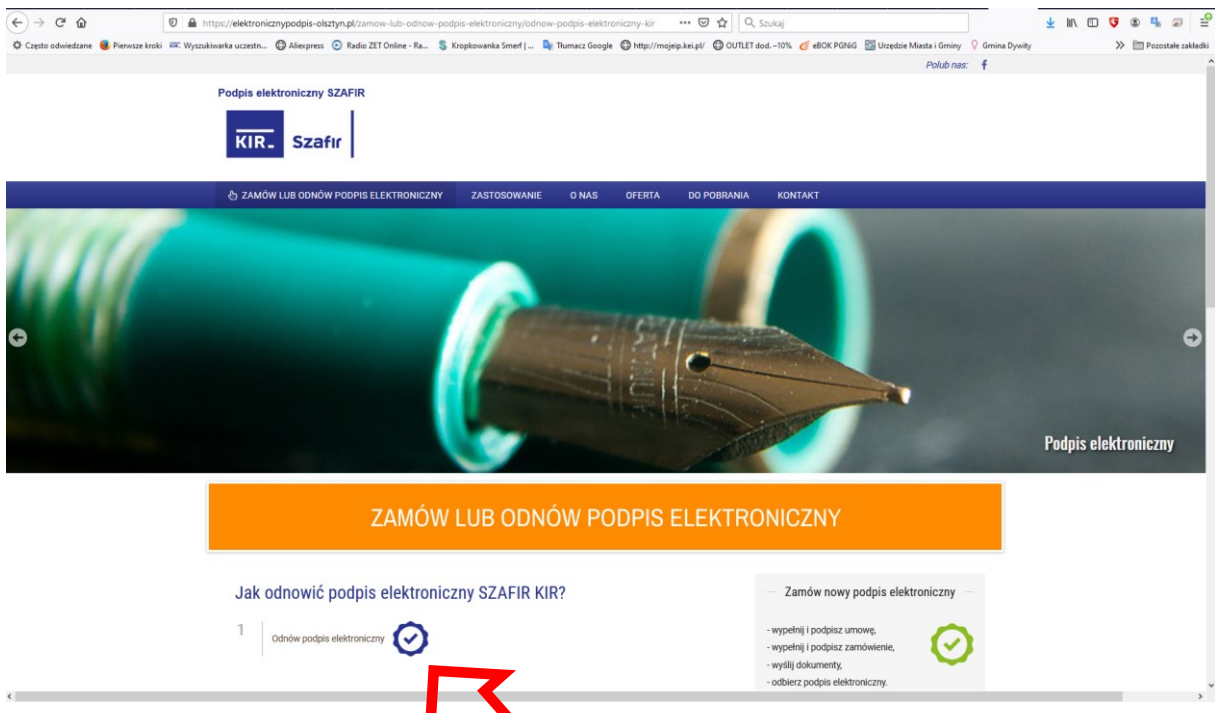 https://elektronicznypodpis-olsztyn.pl/zamow-lub-odnow-podpis-elektroniczny/odnow-podpis-elektroniczny-kir
Szukaj
Często odwiedzane Pierwsze kroki Wyszukiwarka uczestn... Aliexpress Radio ZET Online - Ra... Kropkowanka Smerf | ... Tłumacz Google http://mojeip.kei.pl/ OUTLET dod. –10% eBOK PGNiG Urzędzie Miasta i Gminy Gmina Dywity Pozostałe zakładki
Polub nas:
Podpis elektroniczny SZAFIR
KIR Szafir
ZAMÓW LUB ODNÓW PODPIS ELEKTRONICZNY ZASTOSOWANIE O NAS OFERTA DO POBRANIA KONTAKT
Podpis elektroniczny
ZAMÓW LUB ODNÓW PODPIS ELEKTRONICZNY
Jak odnowić podpis elektroniczny SZAFIR KIR?
1 Odnów podpis elektroniczny
Zamów nowy podpis elektroniczny
- wypełnij i podpisz umowę,
- wypełnij i podpisz zamówienie,
- wyślij dokumenty,
- odbierz podpis elektroniczny.